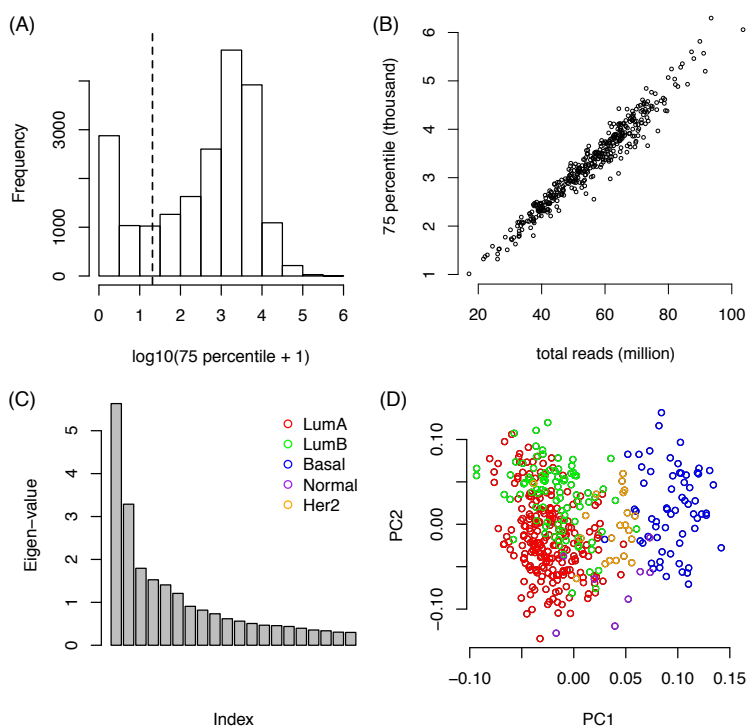 (A)
Frequency
0
1000
3000
0 1 2 3 4 5 6
log10(75 percentile + 1)
(B)
75 percentile (thousand)
6
5
4
3
2
1
20 40 60 80 100
total reads (million)
(C)
Eigen−value
5
4
3
2
1
0
Index
LumA
LumB
Basal
Normal
Her2
(D)
PC2
0.10
0.00
−0.10
−0.10 0.00 0.05 0.10 0.15
PC1